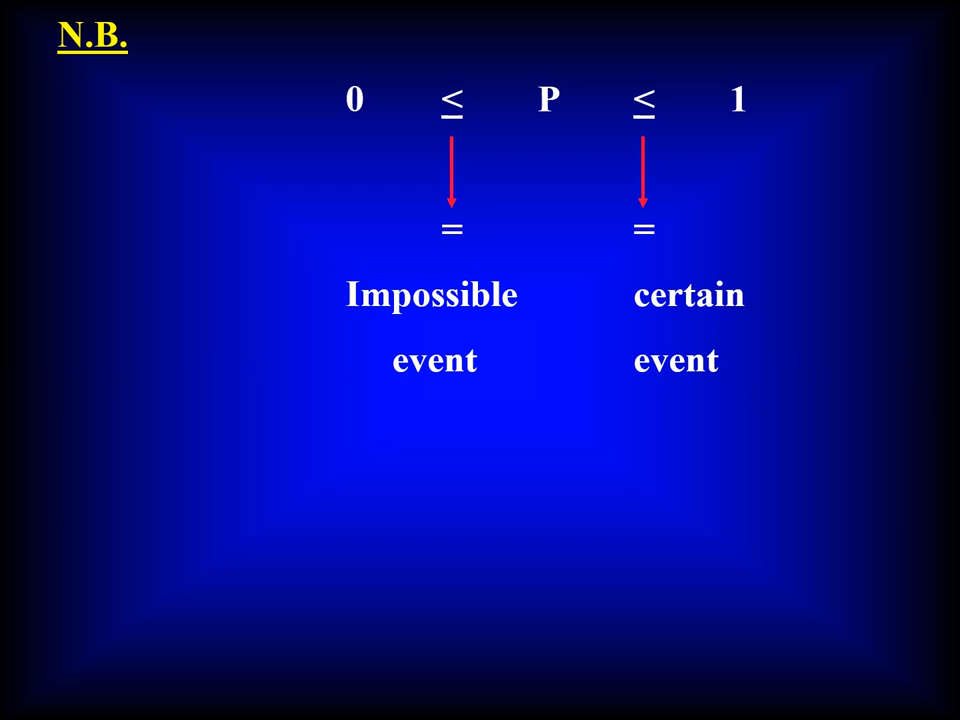 N.B.
0 ≤ P ≤ 1
= =
Impossible certain
event event